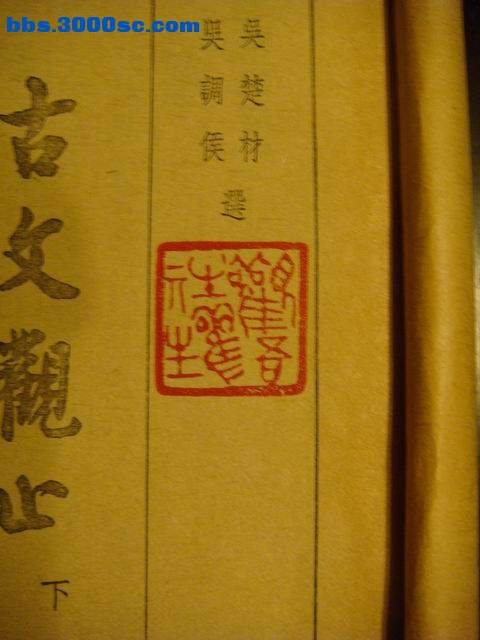 bbs.3000sc.com
吳楚材
吳調侯
選
古文觀止
下